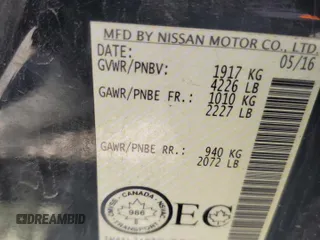 MFD BY NISSAN MOTOR CO., LTD.
DATE: 05/16
GVWR/PNBV: 1917 KG
4226 LB
GAWR/PNBE FR.: 1010 KG
2227 LB
GAWR/PNBE RR.: 940 KG
2072 LB
CANADA
986
TRANSPORT
EC
DREAMBID